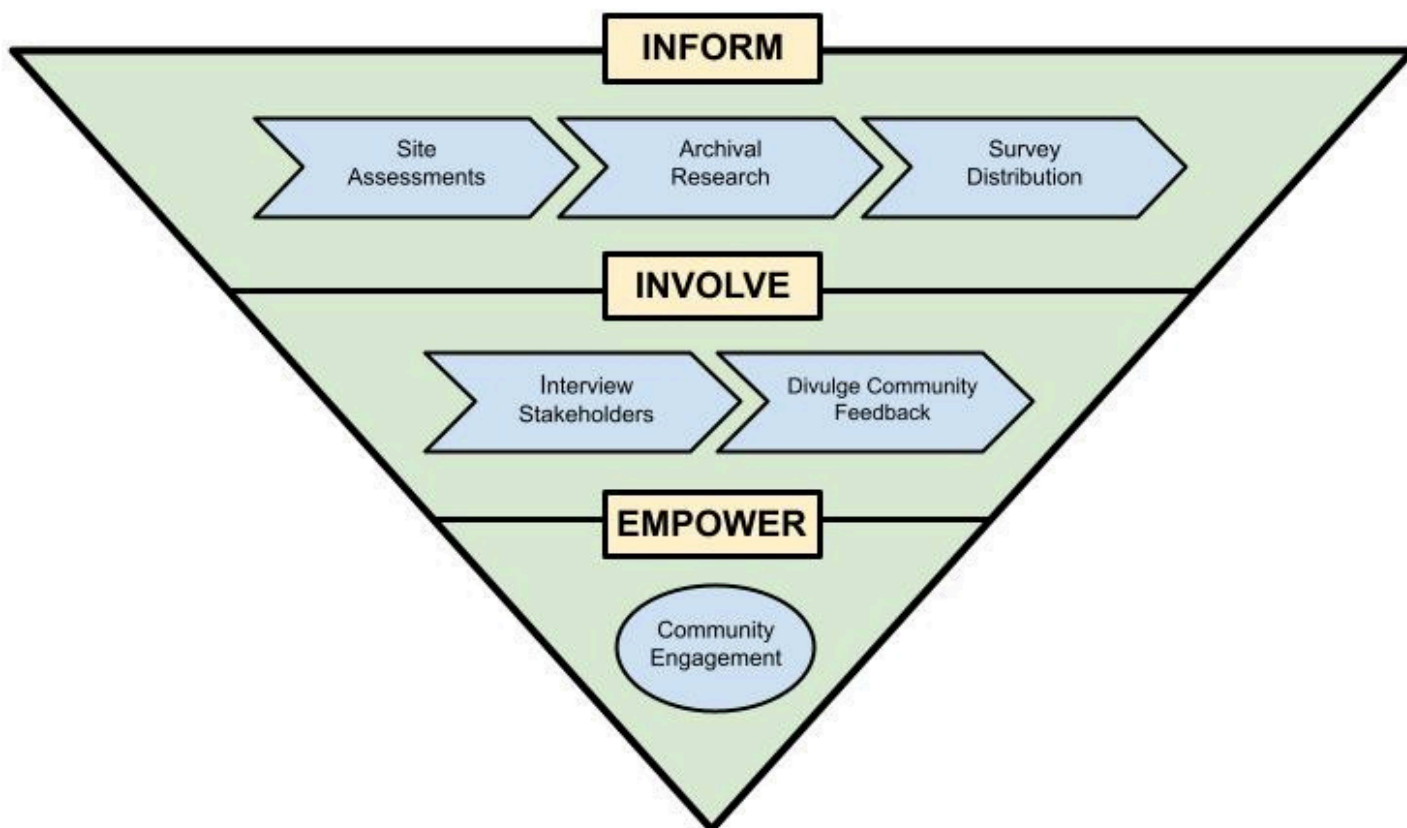 INFORM
Site
Assessments
Archival
Research
Survey
Distribution
INVOLVE
Interview
Stakeholders
Divulge Community
Feedback
EMPOWER
Community
Engagement